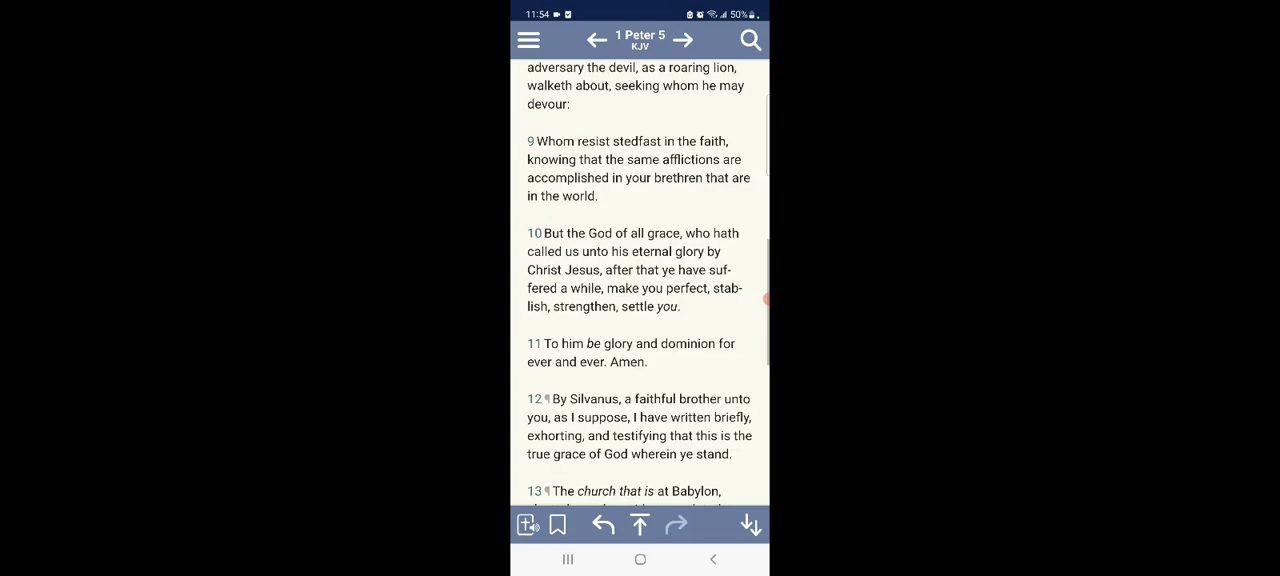 11:54 50%
1 Peter 5
KJV
adversary the devil, as a roaring lion,
walketh about, seeking whom he may
devour:
9 Whom resist stedfast in the faith,
knowing that the same afflictions are
accomplished in your brethren that are
in the world.
10 But the God of all grace, who hath
called us unto his eternal glory by
Christ Jesus, after that ye have suf-
fered a while, make you perfect, stab-
lish, strengthen, settle you.
11 To him be glory and dominion for
ever and ever. Amen.
12 ¶ By Silvanus, a faithful brother unto
you, as I suppose, I have written briefly,
exhorting, and testifying that this is the
true grace of God wherein ye stand.
13 ¶ The church that is at Babylon,